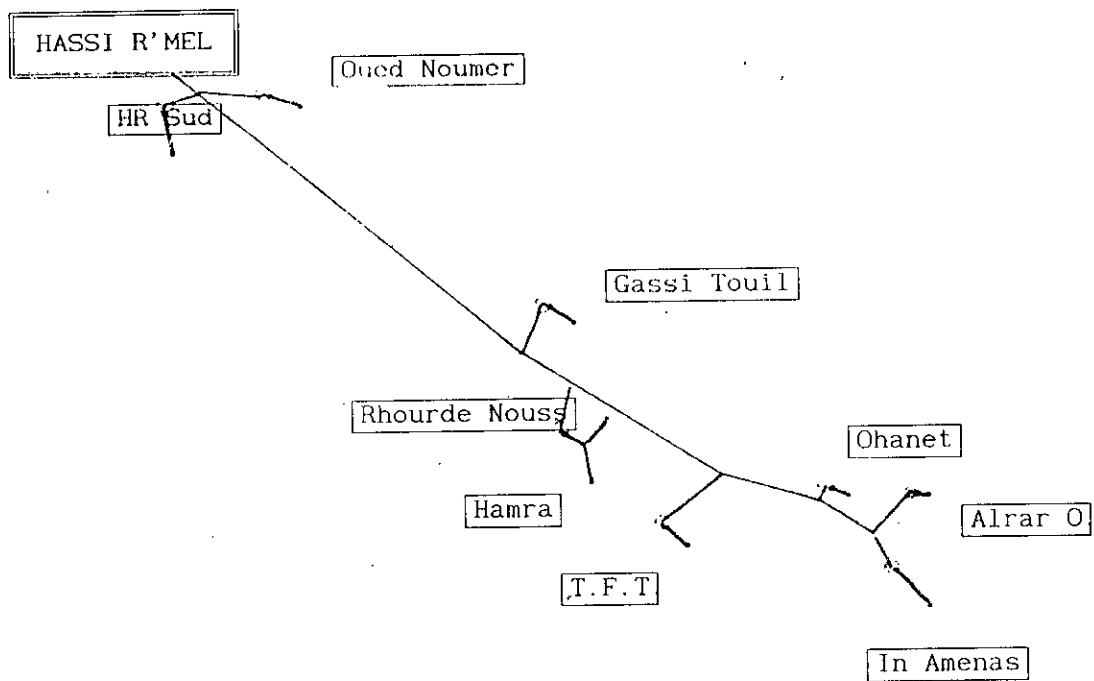 HASSI R'MEL
Oued Noumer
HR Sud
Gassi Touil
Rhourde Nouss
Ohanet
Hamra
Alrar O
T.F.T
In Amenas